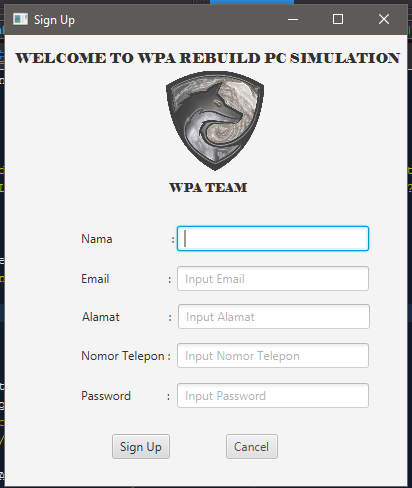 Sign Up
WELCOME TO WPA REBUILD PC SIMULATION
WPA TEAM
Nama :
Email : Input Email
Alamat : Input Alamat
Nomor Telepon : Input Nomor Telepon
Password : Input Password
Sign Up Cancel